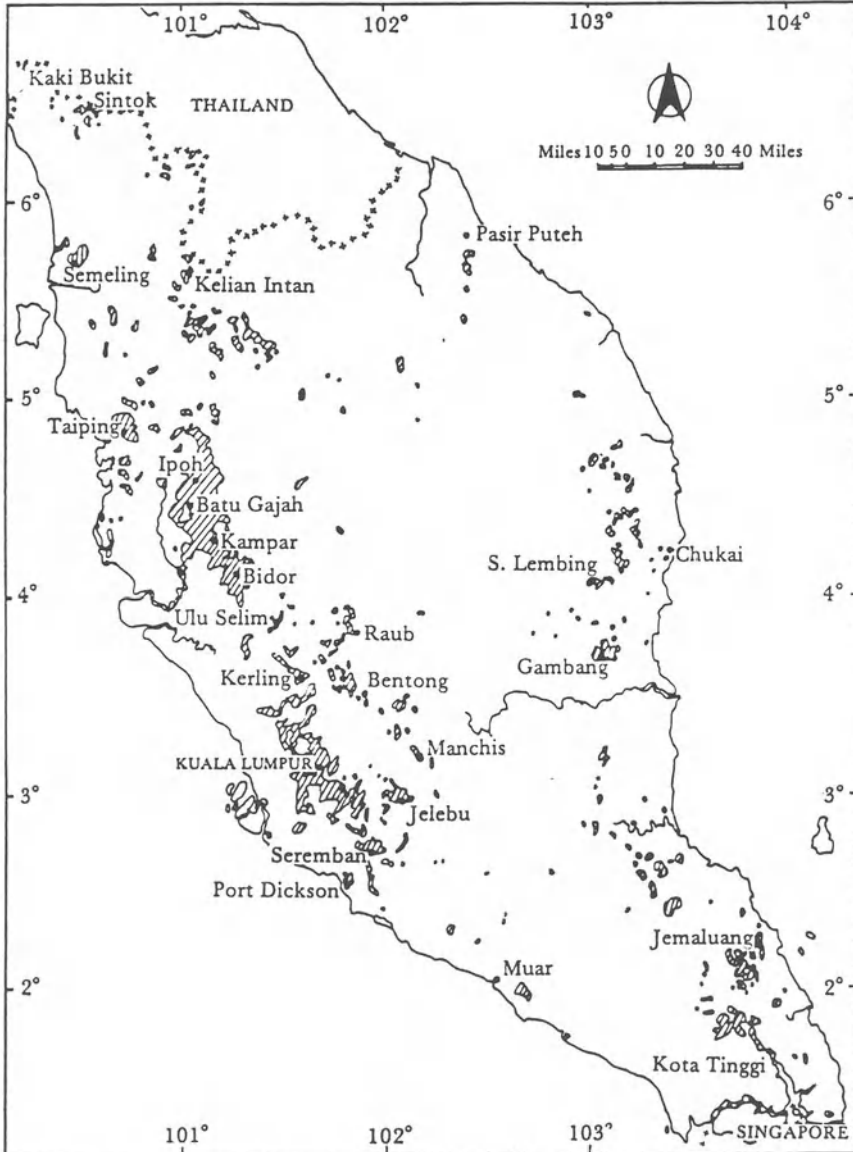 101° 102° 103° 104°
Kaki Bukit
Sintok
THAILAND
Miles 10 5 0 10 20 30 40 Miles
6° 6°
Pasir Puteh
Semeling
Kelian Intan
5° 5°
Taiping
Ipoh
Batu Gajah
Kampar
S. Lembing
Chukai
Bidor
4° 4°
Ulu Selim
Raub
Gambang
Kerling
Bentong
Manchis
KUALA LUMPUR
3° 3°
Jelebu
Seremban
Port Dickson
Jemaluang
Muar
2° 2°
Kota Tinggi
SINGAPORE
101° 102° 103°